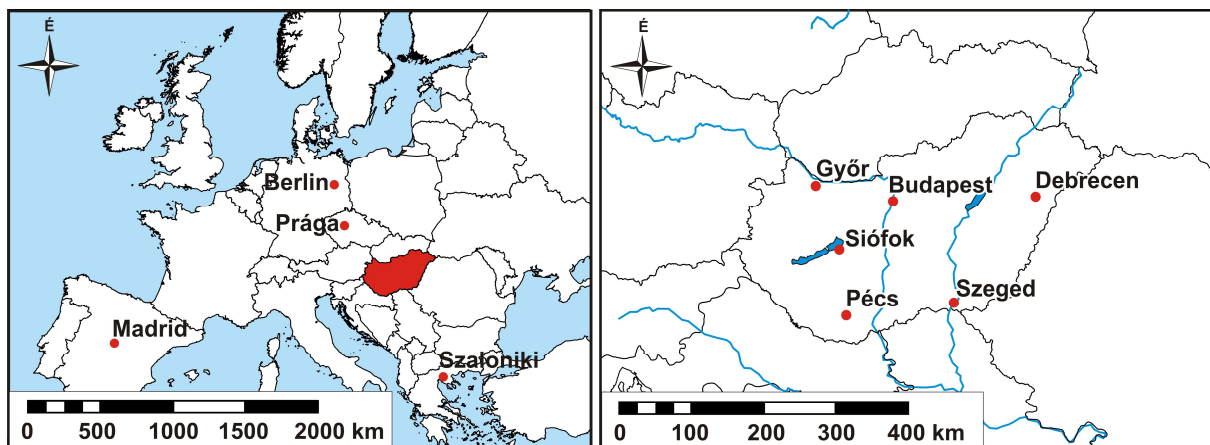 É
Berlin
Prága
Madrid
Szaloniki
0 500 1000 1500 2000 km
É
Győr
Budapest
Debrecen
Siófok
Pécs
Szeged
0 100 200 300 400 km